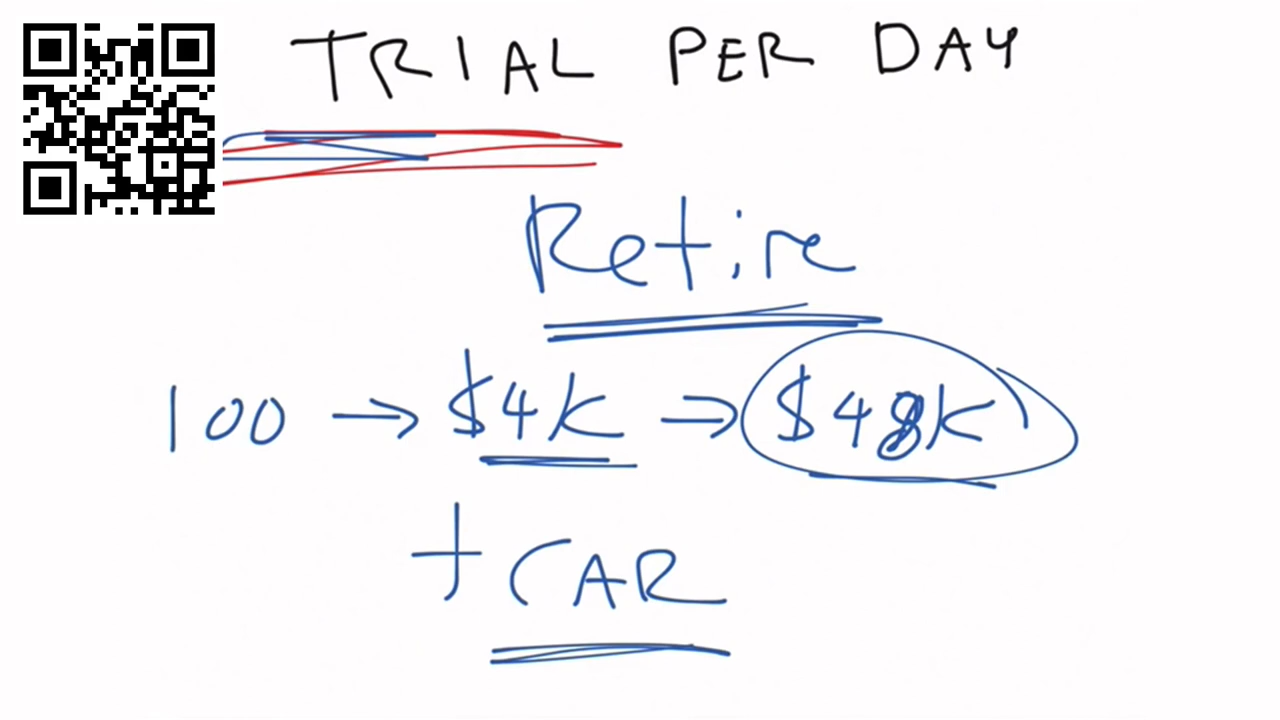 TRIAL PER DAY
Retire
100 → $4K ⇒ $48K
+ CAR